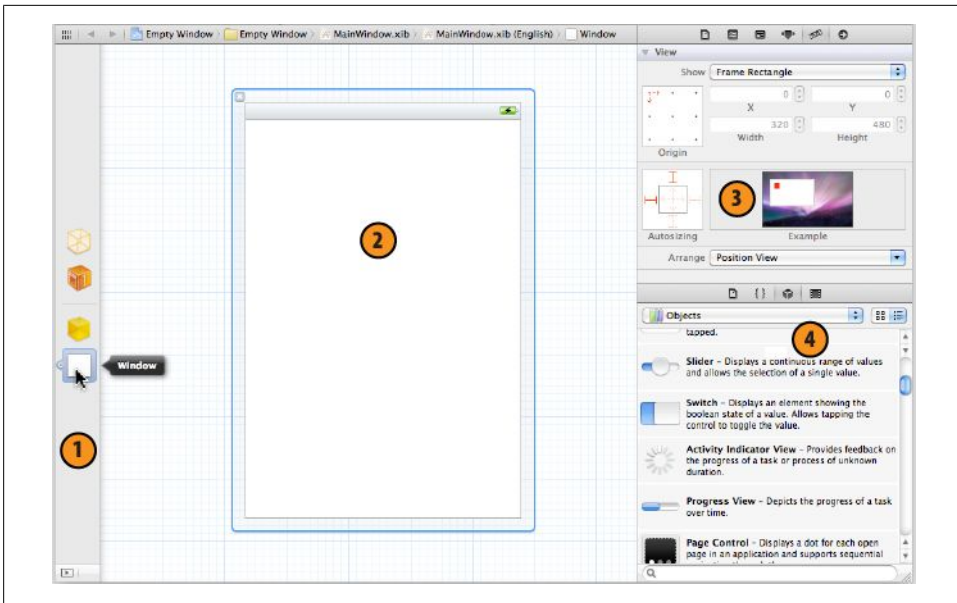 Empty Window Empty Window MainWindow.xib MainWindow.xib (English) Window
View
Show Frame Rectangle
0 0
X Y
320 480
Width Height
Origin
3
Autosizing Example
Arrange Position View
2
Window
1
Objects
4
tapped.
Slider – Displays a continuous range of values
and allows the selection of a single value.
Switch – Displays an element showing the
boolean state of a value. Allows tapping the
control to toggle the value.
Activity Indicator View – Provides feedback on
the progress of a task or process of unknown
duration.
Progress View – Depicts the progress of a task
over time.
Page Control – Displays a dot for each open
page in an application and supports sequential